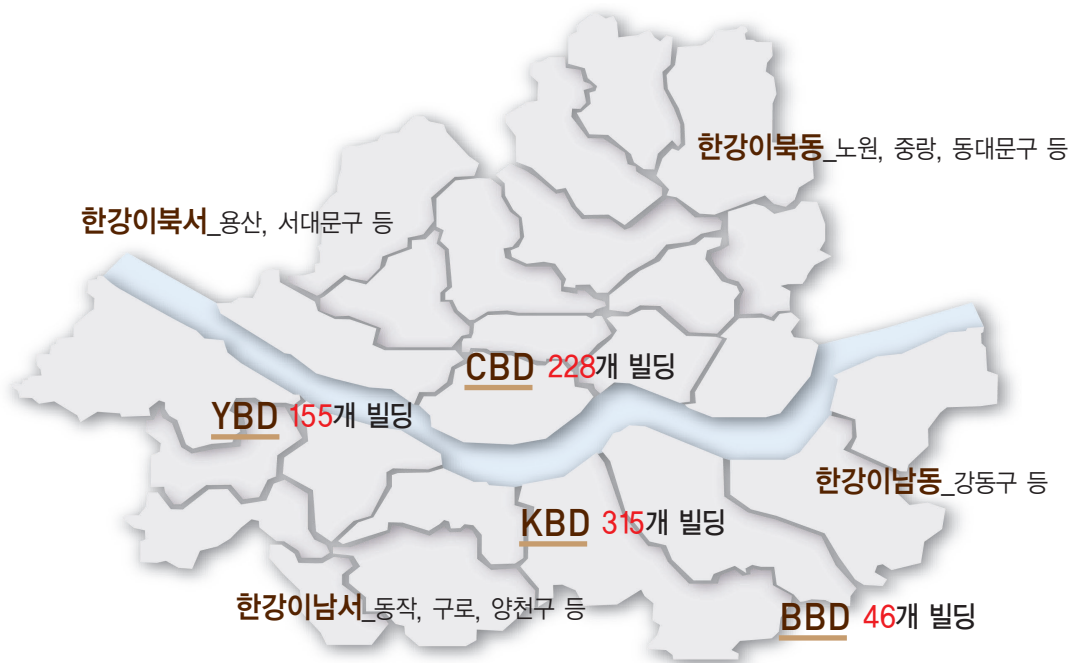 한강이북동_노원, 중랑, 동대문구 등
한강이북서_용산, 서대문구 등
CBD 228개 빌딩
YBD 155개 빌딩
한강이남동_강동구 등
KBD 315개 빌딩
한강이남서_동작, 구로, 양천구 등
BBD 46개 빌딩